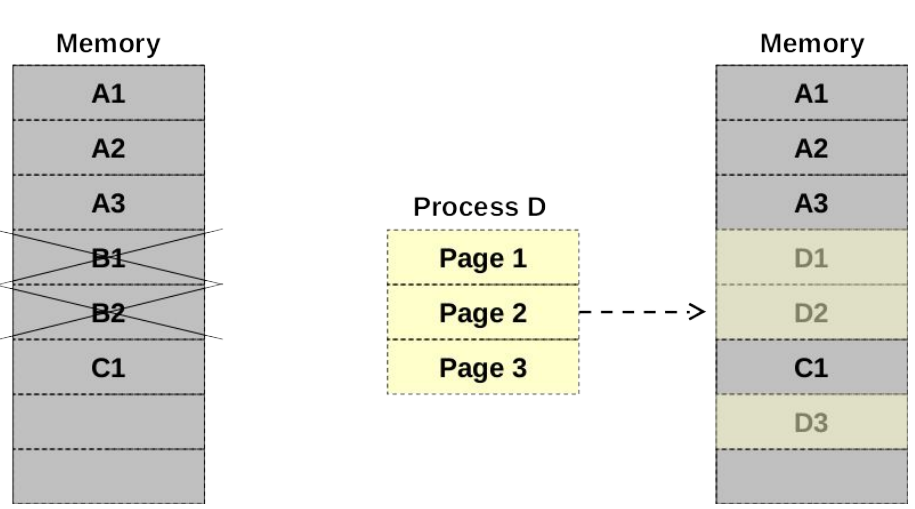 Memory
A1
A2
A3
B1
B2
C1
Process D
Page 1
Page 2
Page 3
Memory
A1
A2
A3
D1
D2
C1
D3